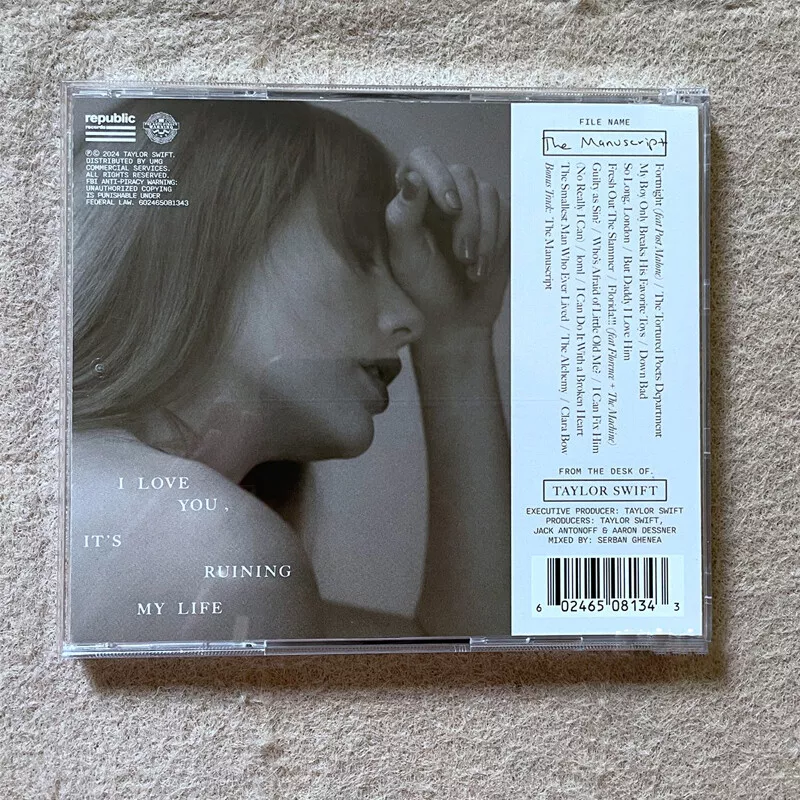 republic
records
℗© 2024 TAYLOR SWIFT.
DISTRIBUTED BY UMG
COMMERCIAL SERVICES.
ALL RIGHTS RESERVED.
FBI ANTI-PIRACY WARNING:
UNAUTHORIZED COPYING
IS PUNISHABLE UNDER
FEDERAL LAW. 602465081343
I LOVE
YOU,
IT'S
RUINING
MY LIFE
FILE NAME
The Manuscript
Fortnight (feat Post Malone) / The Tortured Poets Department
My Boy Only Breaks His Favorite Toys / Down Bad
So Long, London / But Daddy I Love Him
Fresh Out The Slammer / Florida!!! (feat Florence + The Machine)
Guilty as Sin? / Who's Afraid of Little Old Me? / I Can Fix Him
(No Really I Can) / loml / I Can Do It With a Broken Heart
The Smallest Man Who Ever Lived / The Alchemy / Clara Bow
Bonus Track: The Manuscript
FROM THE DESK OF.
TAYLOR SWIFT
EXECUTIVE PRODUCER: TAYLOR SWIFT
PRODUCERS: TAYLOR SWIFT,
JACK ANTONOFF & AARON DESSNER
MIXED BY: SERBAN GHENEA
6 02465 08134 3